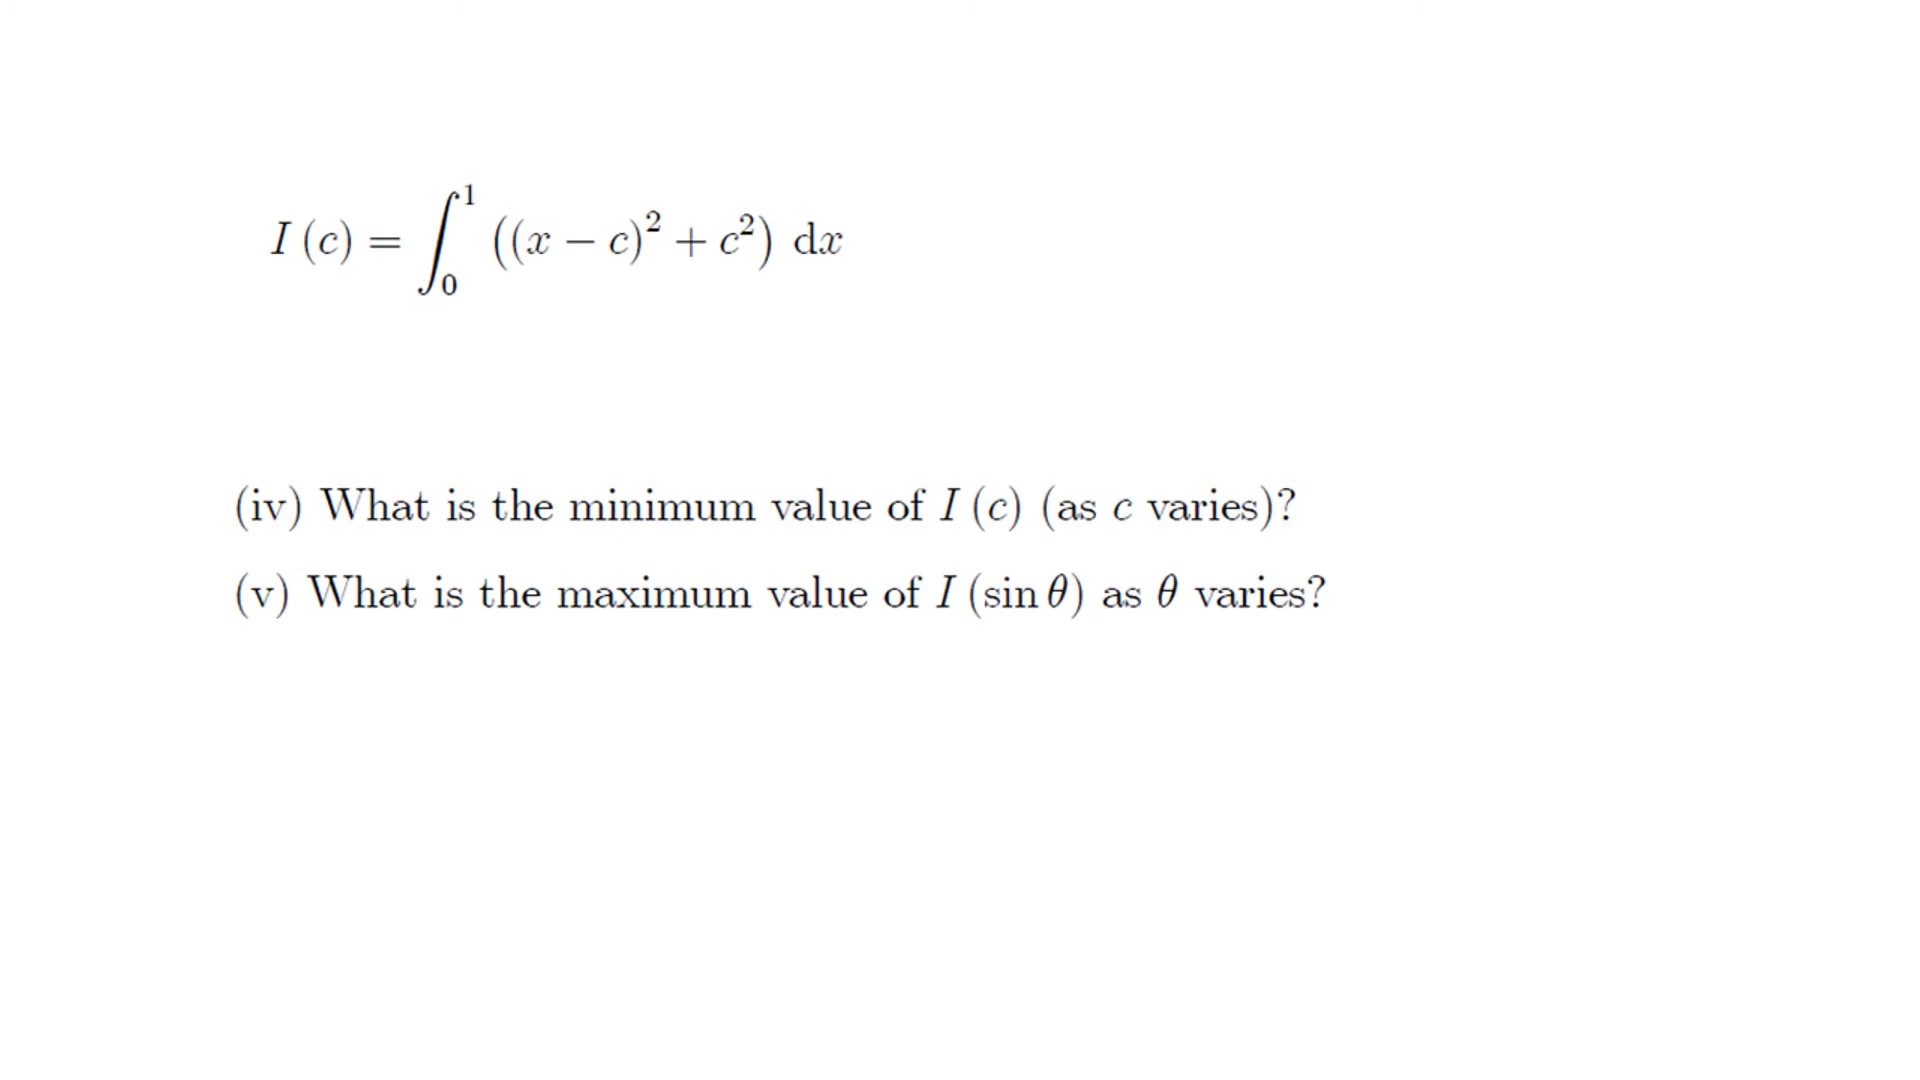 I (c) = ∫₀¹ ((x − c)² + c²) dx
(iv) What is the minimum value of I (c) (as c varies)?
(v) What is the maximum value of I (sin θ) as θ varies?